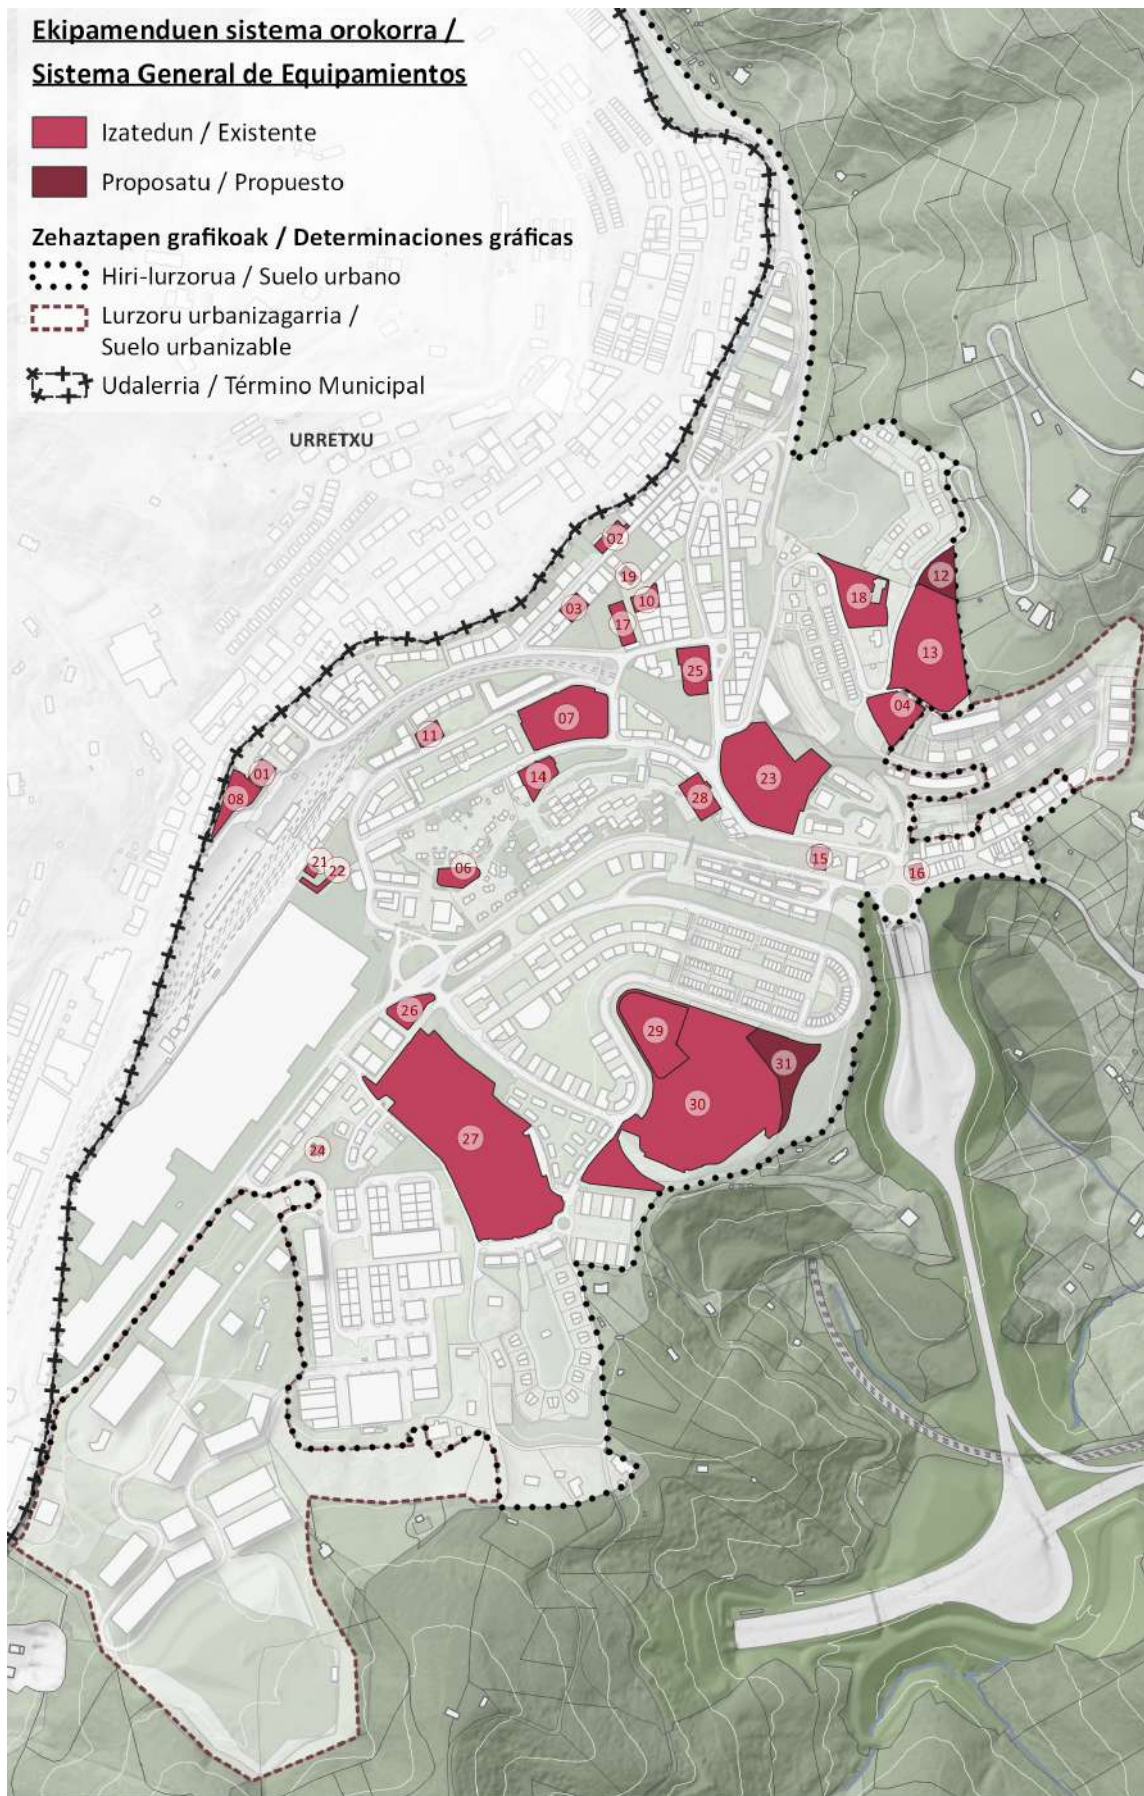 Ekipamenduen sistema orokorra /
Sistema General de Equipamientos
Izatedun / Existente
Proposatu / Propuesto
Zehaztapen grafikoak / Determinaciones gráficas
Hiri-lurzorua / Suelo urbano
Lurzoru urbanizagarria /
Suelo urbanizable
Udalerria / Término Municipal
URRETXU
02
12
19
18
10
03
17
13
25
04
07
11
01
14
23
08
28
15
21
22
06
16
26
29
31
30
27
24